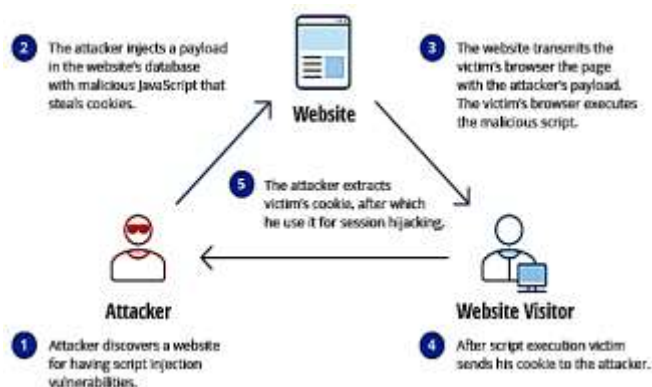 2 The attacker injects a payload
in the website's database
with malicious JavaScript that
steals cookies.
Website
3 The website transmits the
victim's browser the page
with the attacker's payload.
The victim's browser executes
the malicious script.
5 The attacker extracts
victim's cookie, after which
he use it for session hijacking.
Attacker
1 Attacker discovers a website
for having script injection
vulnerabilities.
Website Visitor
4 After script execution victim
sends his cookie to the attacker.